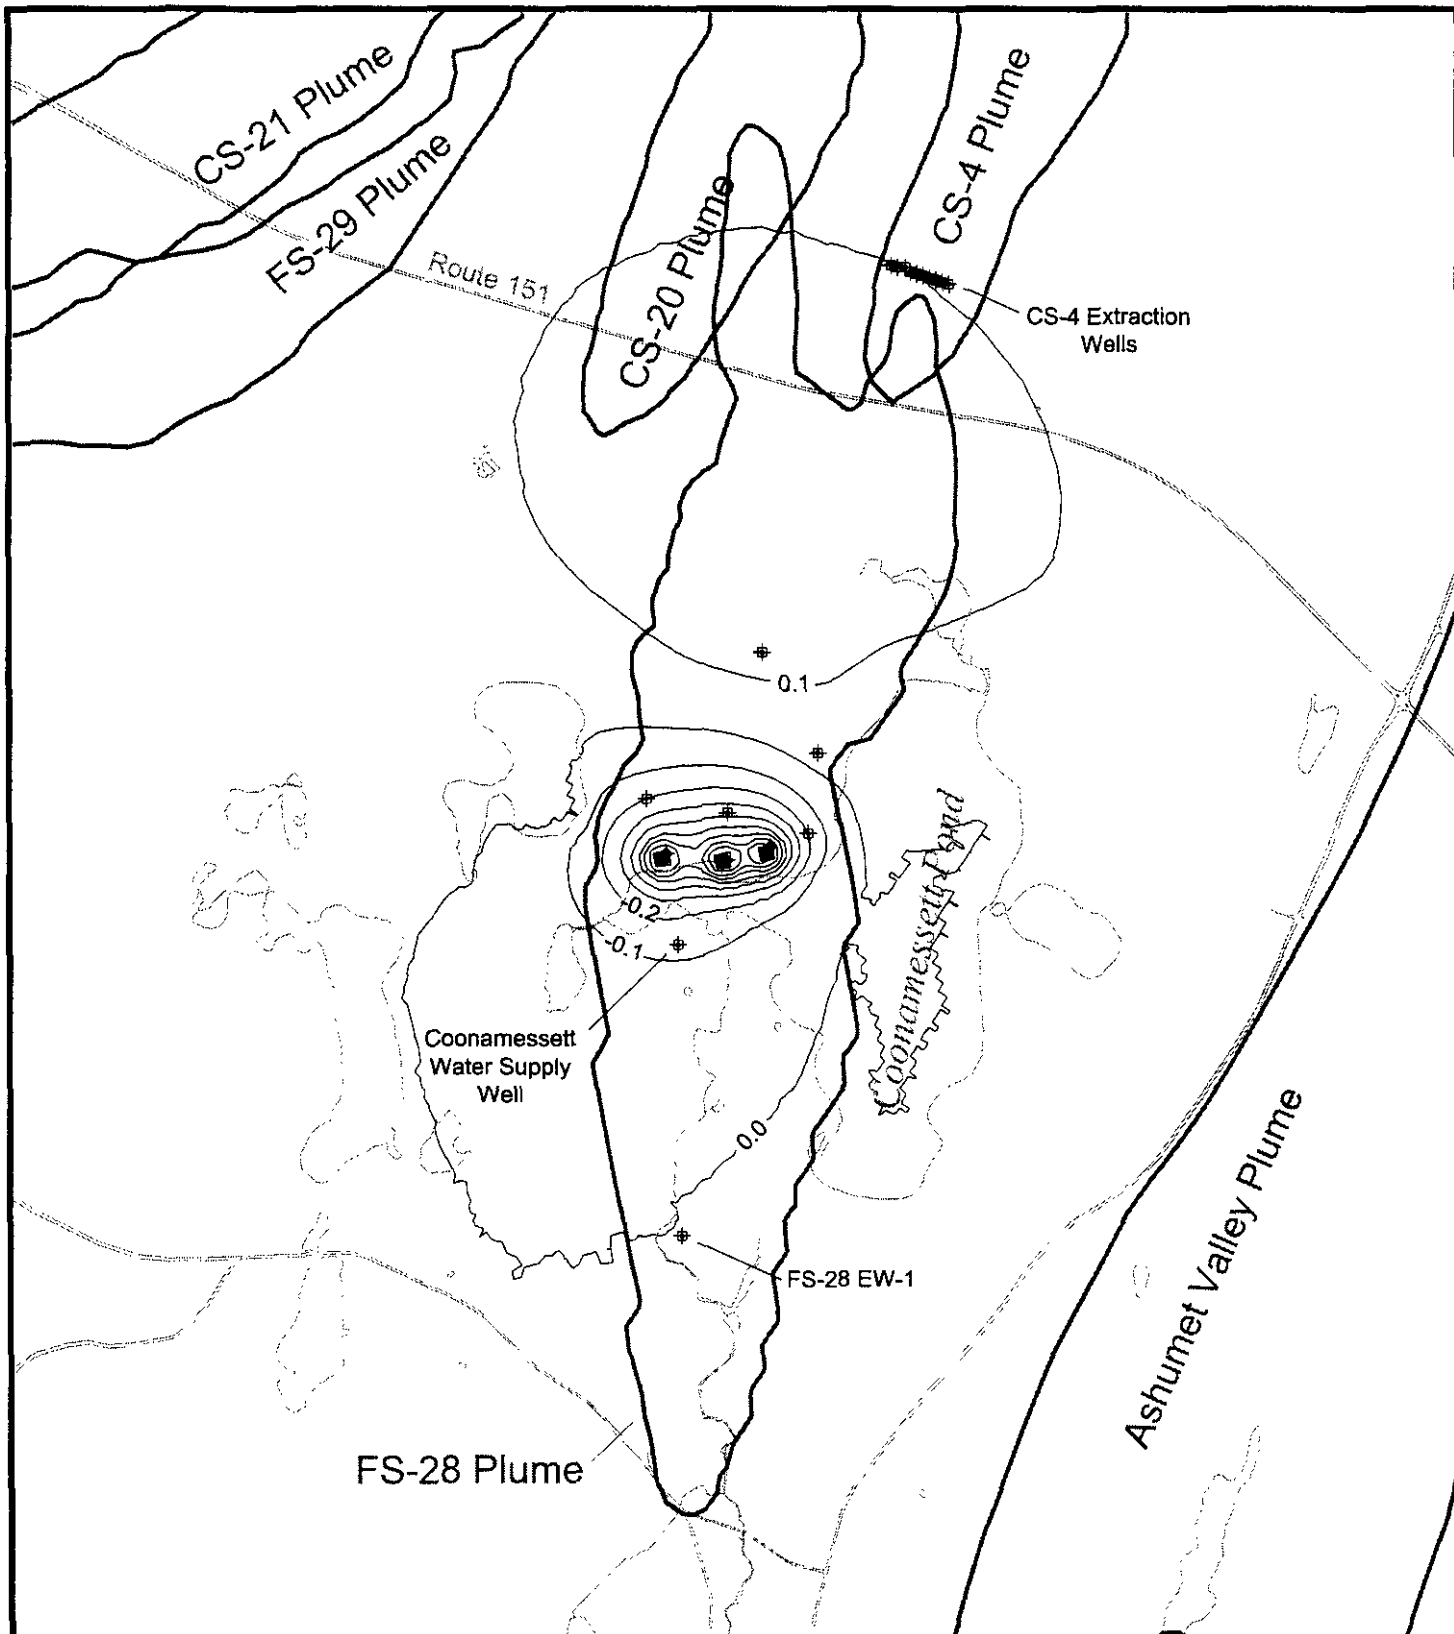 CS-21 Plume
FS-29 Plume
Route 151
CS-20 Plume
CS-4 Plume
CS-4 Extraction
Wells
0.1
-0.2
-0.1
Coonamessett Pond
Coonamessett
Water Supply
Well
0.0
FS-28 EW-1
Ashumet Valley Plume
FS-28 Plume